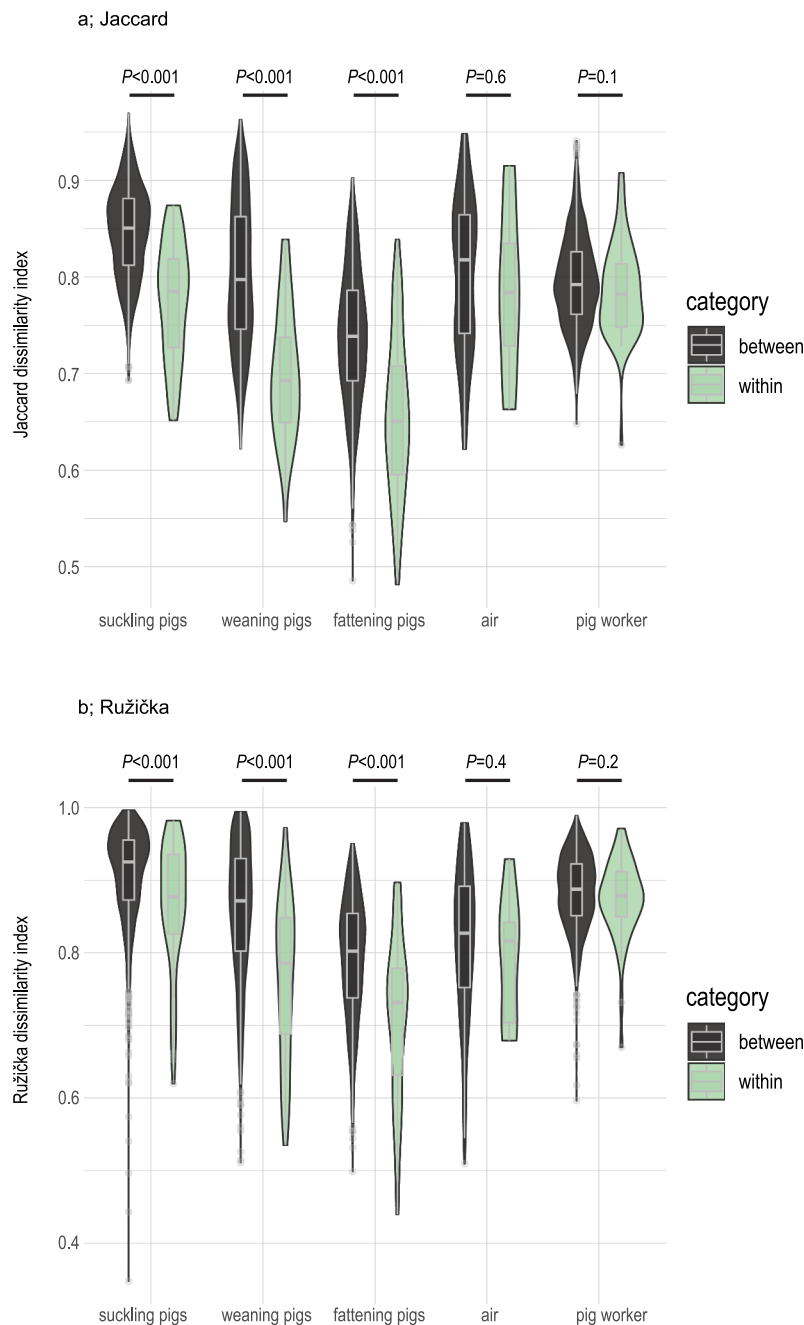 a; Jaccard
P<0.001 P<0.001 P<0.001 P=0.6 P=0.1
0.9
0.8
0.7
0.6
0.5
Jaccard dissimilarity index
suckling pigs weaning pigs fattening pigs air pig worker
category
between
within
b; Ružička
P<0.001 P<0.001 P<0.001 P=0.4 P=0.2
1.0
0.8
0.6
0.4
Ružička dissimilarity index
suckling pigs weaning pigs fattening pigs air pig worker
category
between
within